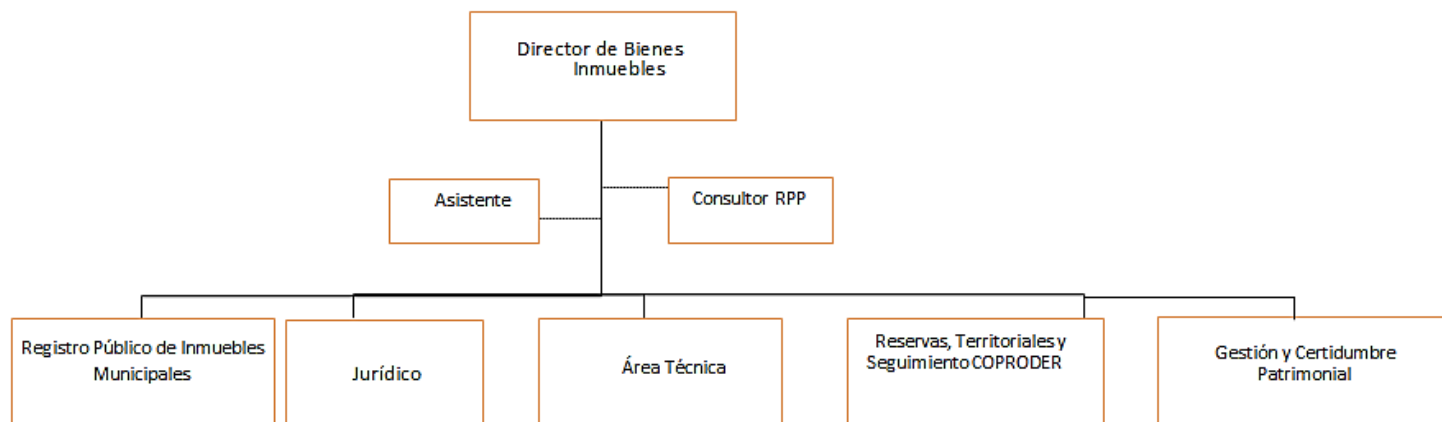 Director de Bienes
Inmuebles
Asistente
Consultor RPP
Registro Público de Inmuebles
Municipales
Jurídico
Área Técnica
Reservas, Territoriales y
Seguimiento COPRODER
Gestión y Certidumbre
Patrimonial